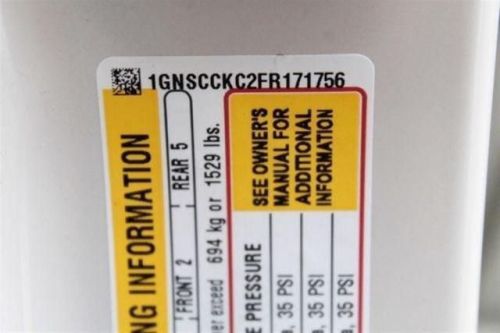 1GNSCCKC2FR171756
NG INFORMATION
FRONT 2 REAR 5
er exceed 694 kg or 1529 lbs.
SEE OWNER'S
MANUAL FOR
ADDITIONAL
INFORMATION
E PRESSURE
35 PSI
35 PSI
35 PSI